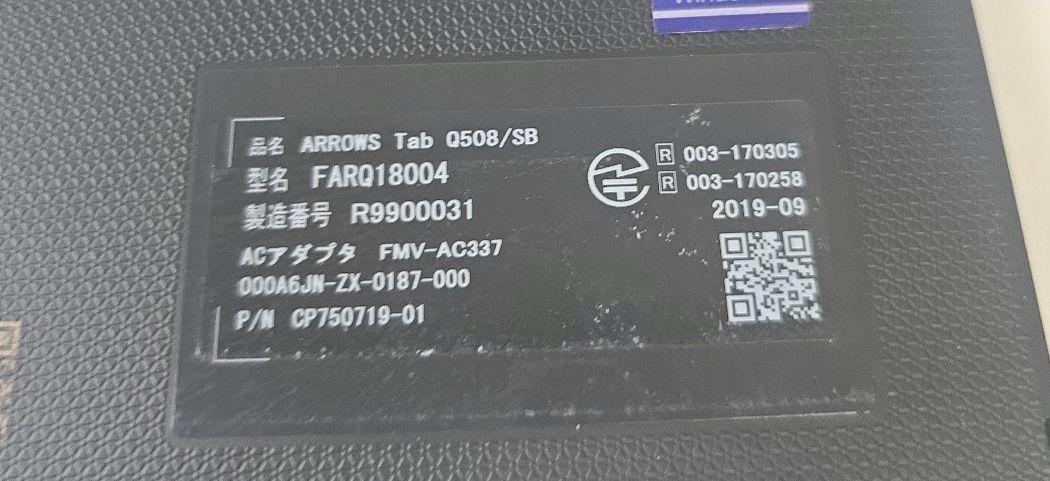 品名 ARROWS Tab Q508/SB
型名 FARQ18004
製造番号 R9900031
ACアダプタ FMV-AC337
000A6JN-ZX-0187-000
P/N CP750719-01
R 003-170305
R 003-170258
2019-09